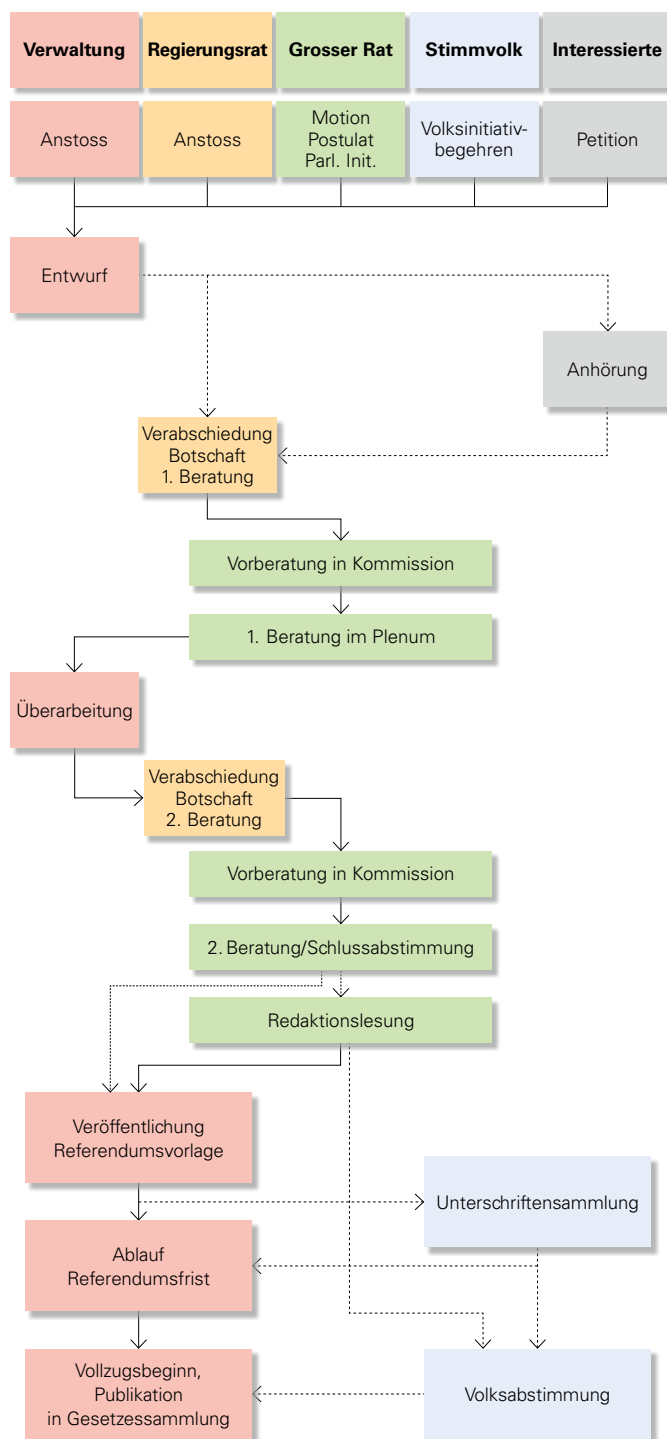 Verwaltung
Regierungsrat
Grosser Rat
Stimmvolk
Interessierte
Anstoss
Anstoss
Motion
Postulat
Parl. Init.
Volksinitiativ-
begehren
Petition
Entwurf
Anhörung
Verabschiedung
Botschaft
1. Beratung
Vorberatung in Kommission
1. Beratung im Plenum
Überarbeitung
Verabschiedung
Botschaft
2. Beratung
Vorberatung in Kommission
2. Beratung/Schlussabstimmung
Redaktionslesung
Veröffentlichung
Referendumsvorlage
Unterschriftensammlung
Ablauf
Referendumsfrist
Vollzugsbeginn,
Publikation
in Gesetzessammlung
Volksabstimmung